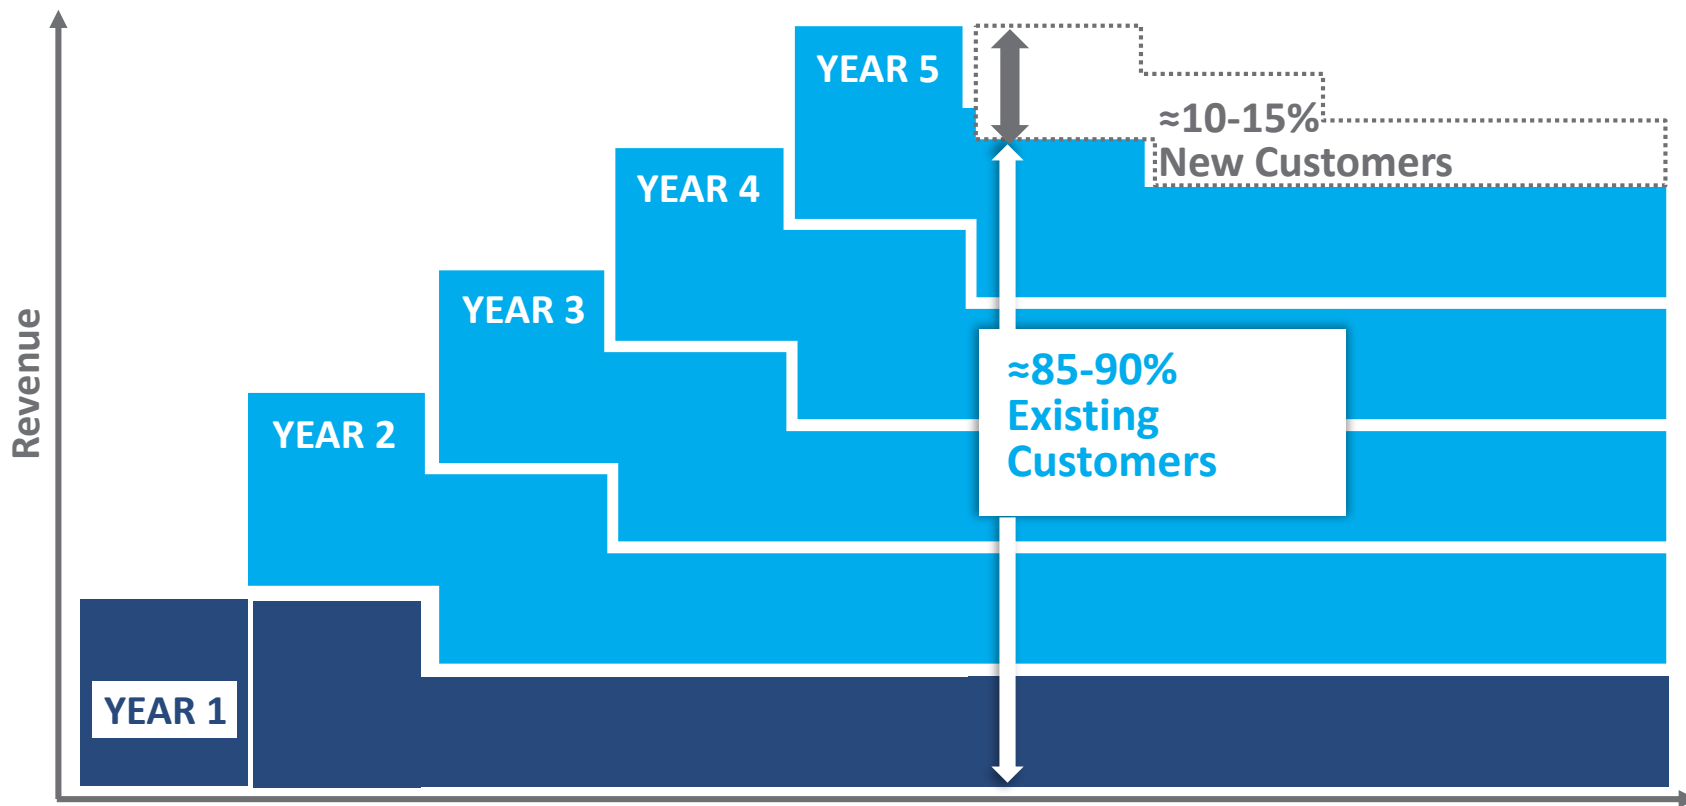 YEAR 5
≈10-15%
New Customers
YEAR 4
YEAR 3
≈85-90%
Existing
Customers
YEAR 2
YEAR 1
Revenue